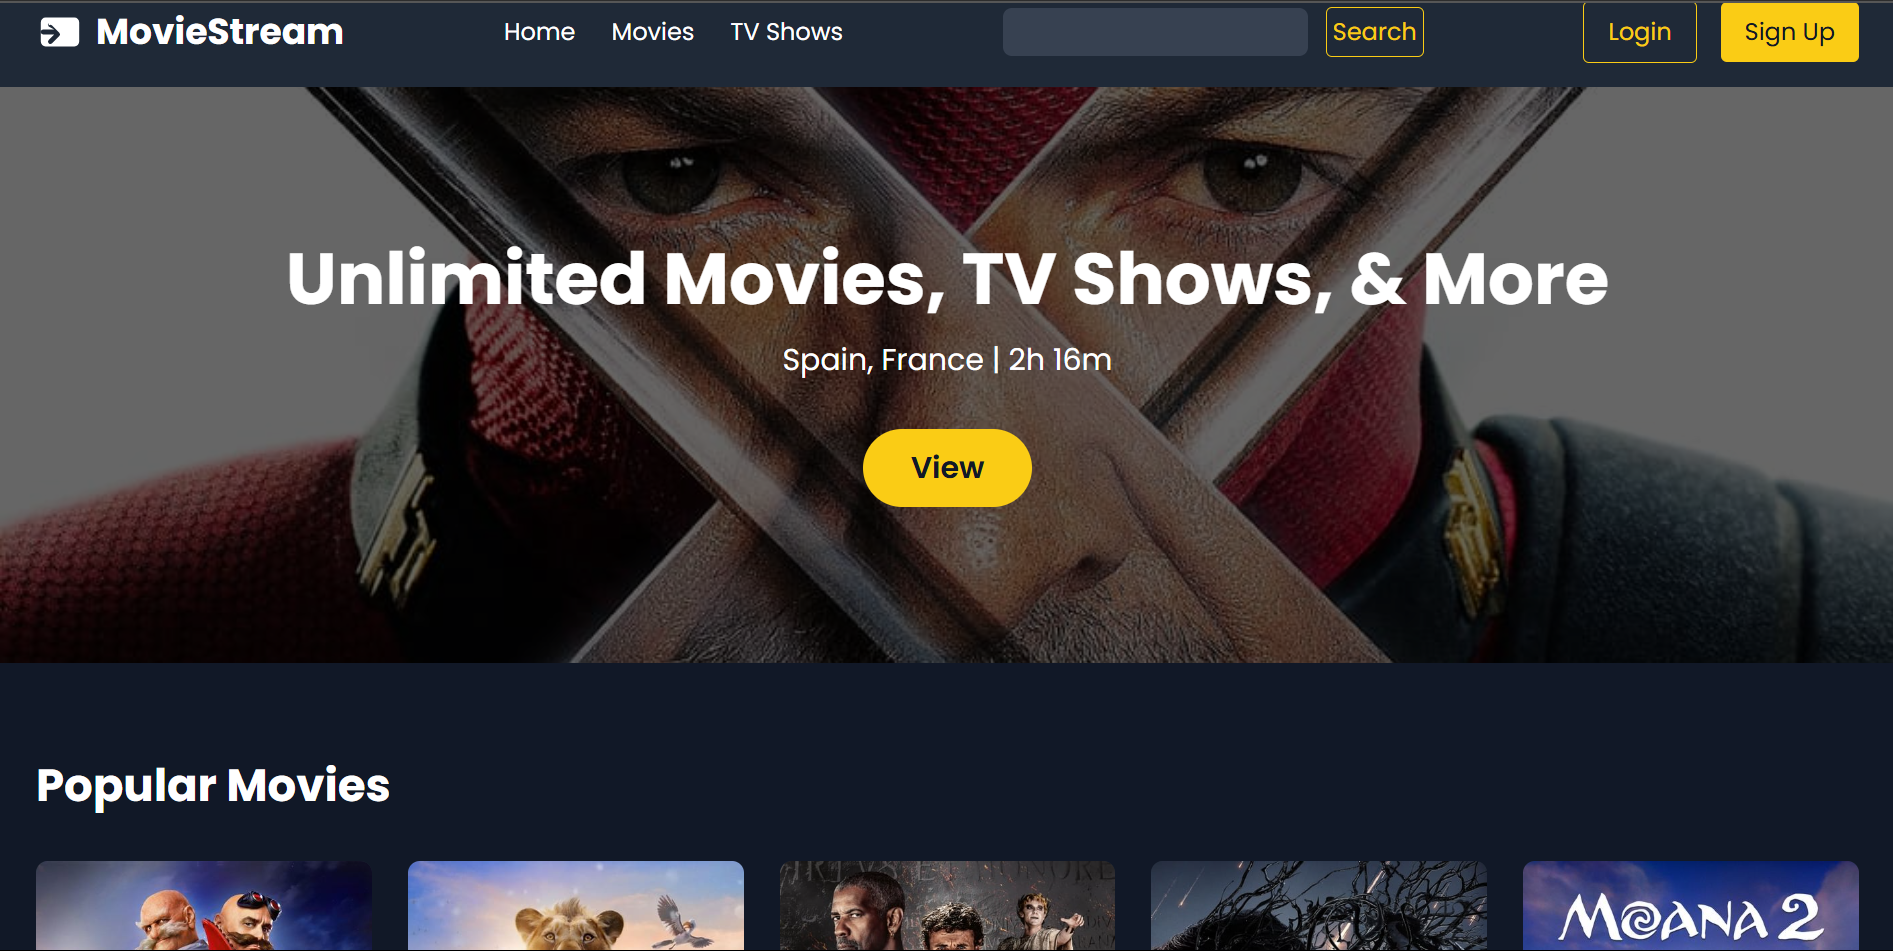 MovieStream
Home Movies TV Shows
Search
Login
Sign Up
Unlimited Movies, TV Shows, & More
Spain, France | 2h 16m
View
Popular Movies
MOANA 2